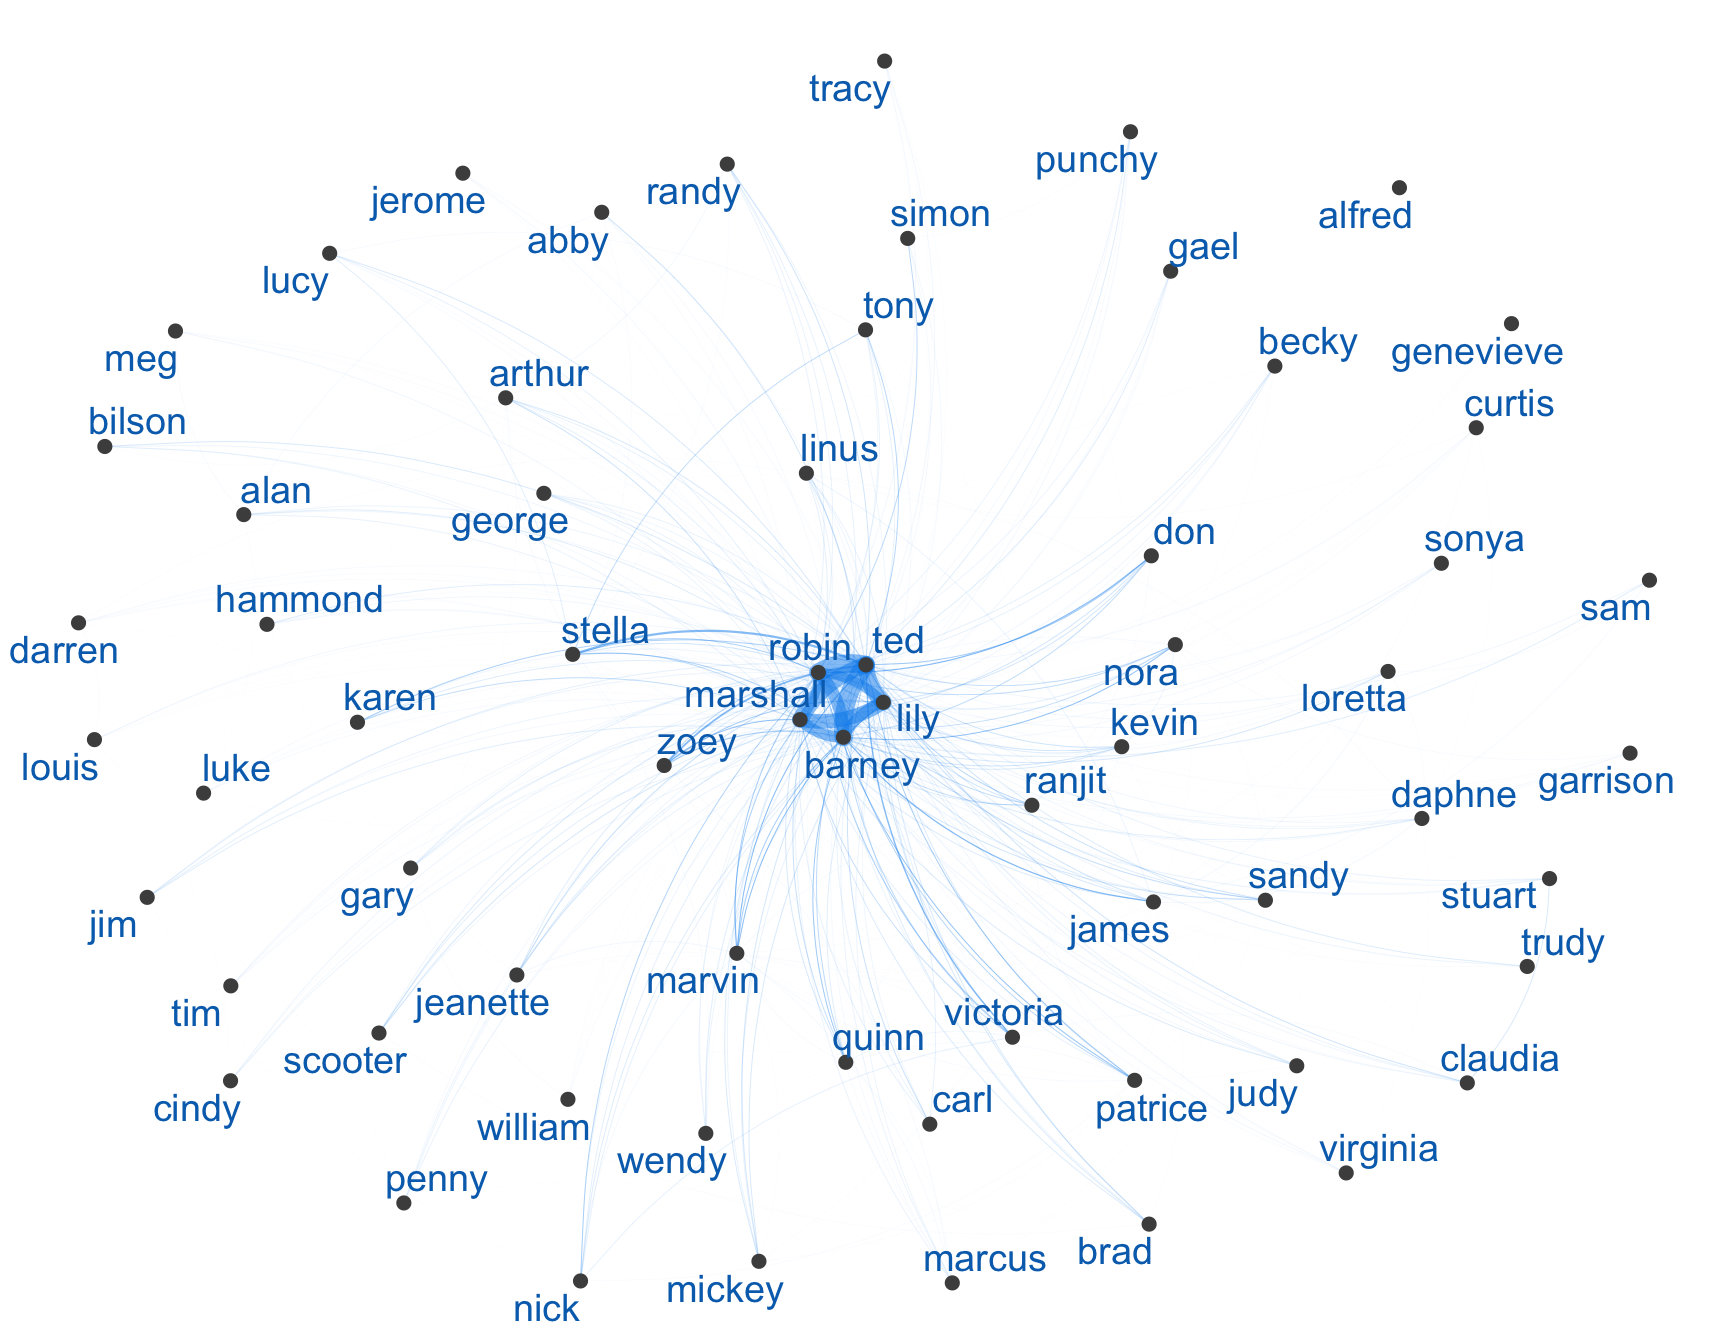 tracy
punchy
jerome
randy
alfred
simon
abby
gael
lucy
tony
becky
genevieve
meg
arthur
curtis
bilson
linus
alan
george
don
sonya
hammond
sam
stella
ted
robin
darren
nora
marshall
karen
loretta
lily
kevin
zoey
barney
louis
luke
ranjit
garrison
daphne
sandy
gary
stuart
jim
james
trudy
marvin
jeanette
victoria
tim
quinn
scooter
claudia
judy
carl
cindy
patrice
william
virginia
wendy
penny
brad
marcus
mickey
nick